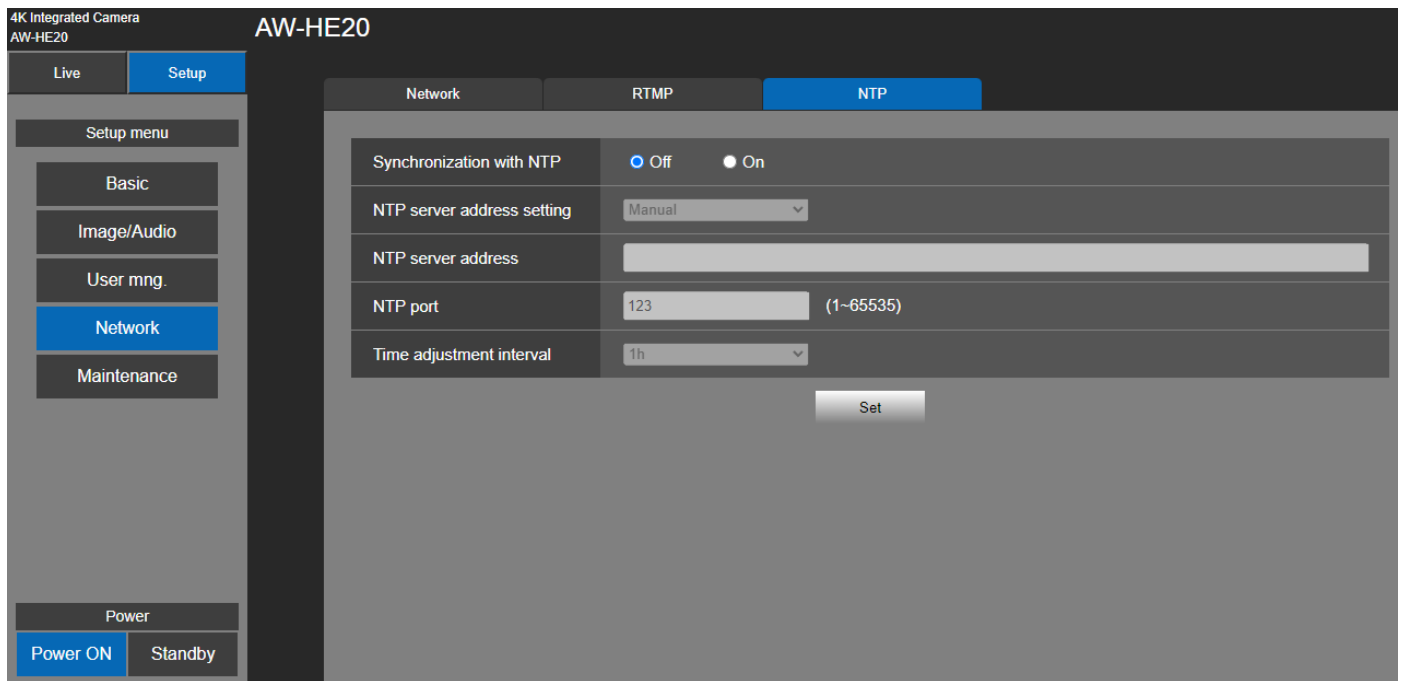 4K Integrated Camera
AW-HE20
AW-HE20
Live Setup
Network RTMP NTP
Setup menu
Basic
Image/Audio
User mng.
Network
Maintenance
Synchronization with NTP Off On
NTP server address setting Manual
NTP server address
NTP port 123 (1~65535)
Time adjustment interval 1h
Set
Power
Power ON Standby